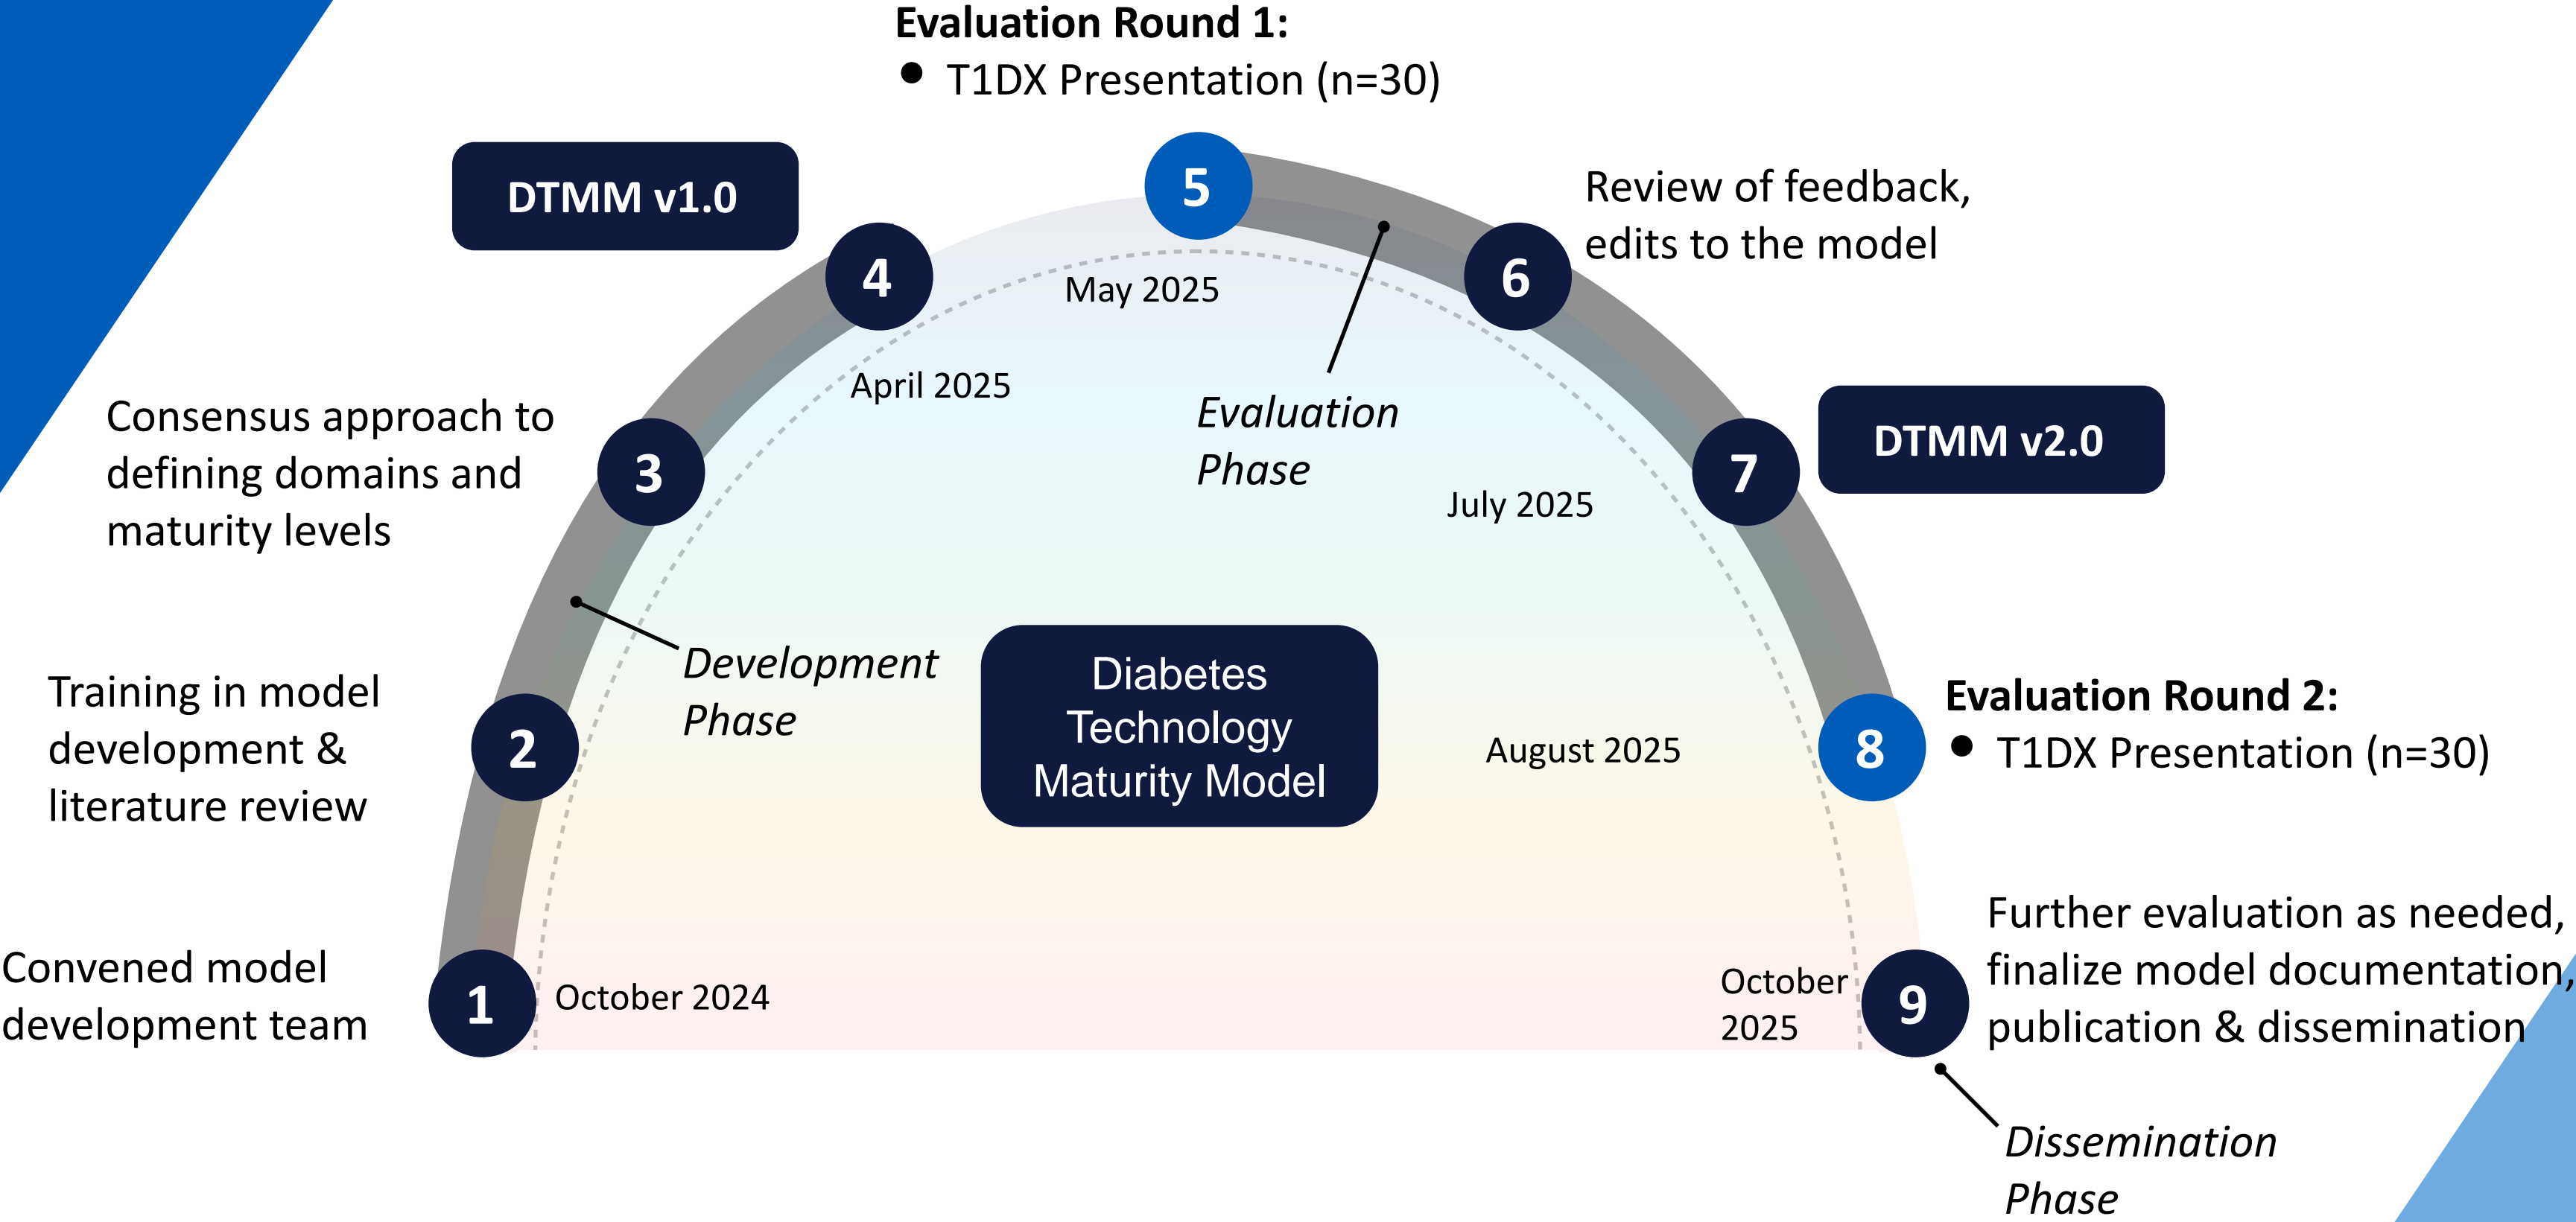 Evaluation Round 1:
● T1DX Presentation (n=30)
DTMM v1.0
5
Review of feedback,
edits to the model
4
6
May 2025
April 2025
Consensus approach to
defining domains and
maturity levels
3
Evaluation
Phase
7
DTMM v2.0
July 2025
Development
Phase
Diabetes
Technology
Maturity Model
Training in model
development &
literature review
2
August 2025
8
Evaluation Round 2:
● T1DX Presentation (n=30)
Convened model
development team
1
October 2024
October
2025
9
Further evaluation as needed,
finalize model documentation,
publication & dissemination
Dissemination
Phase